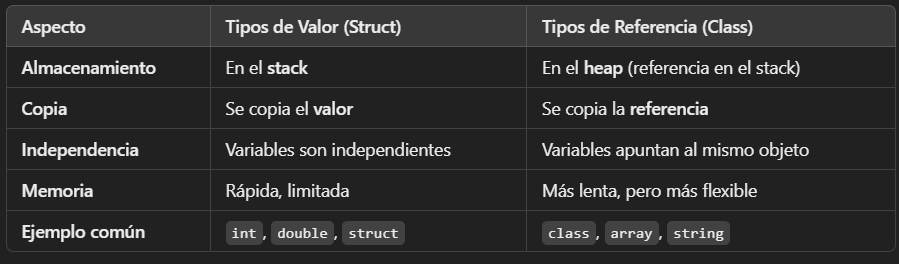 Aspecto Tipos de Valor (Struct) Tipos de Referencia (Class)
Almacenamiento En el stack En el heap (referencia en el stack)
Copia Se copia el valor Se copia la referencia
Independencia Variables son independientes Variables apuntan al mismo objeto
Memoria Rápida, limitada Más lenta, pero más flexible
Ejemplo común int, double, struct class, array, string